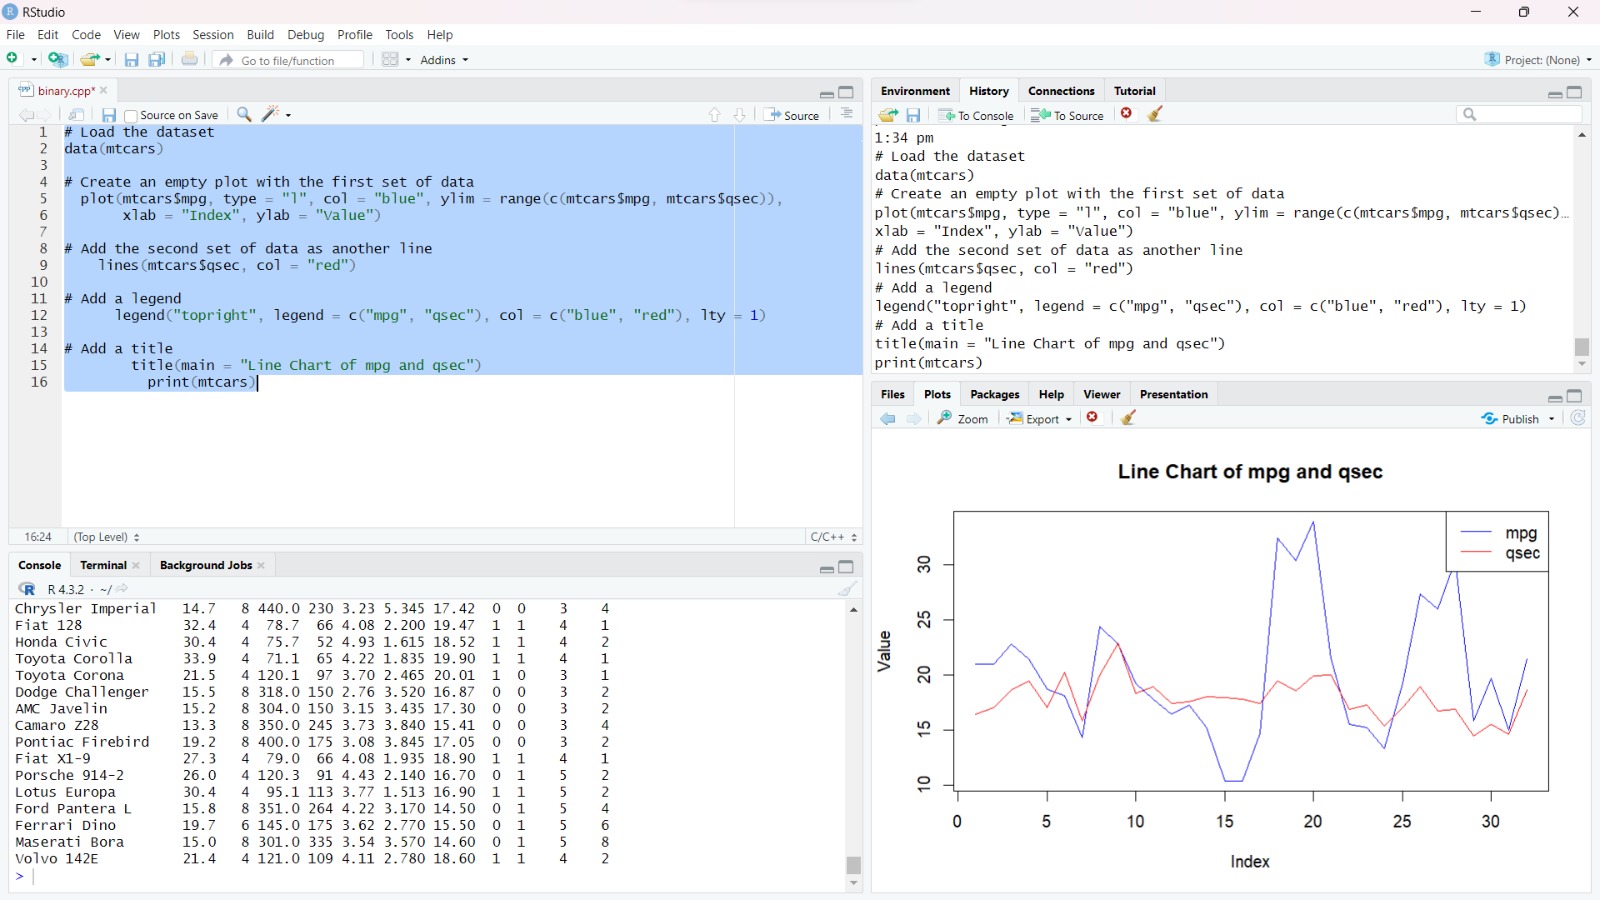 RStudio
File Edit Code View Plots Session Build Debug Profile Tools Help
Go to file/function Addins Project: (None)
cpp binary.cpp*
Source on Save Source
1 # Load the dataset
2 data(mtcars)
3
4 # Create an empty plot with the first set of data
5 plot(mtcars$mpg, type = "l", col = "blue", ylim = range(c(mtcars$mpg, mtcars$qsec)),
6 xlab = "Index", ylab = "Value")
7
8 # Add the second set of data as another line
9 lines(mtcars$qsec, col = "red")
10
11 # Add a legend
12 legend("topright", legend = c("mpg", "qsec"), col = c("blue", "red"), lty = 1)
13
14 # Add a title
15 title(main = "Line Chart of mpg and qsec")
16 print(mtcars)
16:24 (Top Level) C/C++
Console Terminal Background Jobs
R R 4.3.2 · ~/
Chrysler Imperial 14.7 8 440.0 230 3.23 5.345 17.42 0 0 3 4
Fiat 128 32.4 4 78.7 66 4.08 2.200 19.47 1 1 4 1
Honda Civic 30.4 4 75.7 52 4.93 1.615 18.52 1 1 4 2
Toyota Corolla 33.9 4 71.1 65 4.22 1.835 19.90 1 1 4 1
Toyota Corona 21.5 4 120.1 97 3.70 2.465 20.01 1 0 3 1
Dodge Challenger 15.5 8 318.0 150 2.76 3.520 16.87 0 0 3 2
AMC Javelin 15.2 8 304.0 150 3.15 3.435 17.30 0 0 3 2
Camaro Z28 13.3 8 350.0 245 3.73 3.840 15.41 0 0 3 4
Pontiac Firebird 19.2 8 400.0 175 3.08 3.845 17.05 0 0 3 2
Fiat X1-9 27.3 4 79.0 66 4.08 1.935 18.90 1 1 4 1
Porsche 914-2 26.0 4 120.3 91 4.43 2.140 16.70 0 1 5 2
Lotus Europa 30.4 4 95.1 113 3.77 1.513 16.90 1 1 5 2
Ford Pantera L 15.8 8 351.0 264 4.22 3.170 14.50 0 1 5 4
Ferrari Dino 19.7 6 145.0 175 3.62 2.770 15.50 0 1 5 6
Maserati Bora 15.0 8 301.0 335 3.54 3.570 14.60 0 1 5 8
Volvo 142E 21.4 4 121.0 109 4.11 2.780 18.60 1 1 4 2
>
Environment History Connections Tutorial
To Console To Source
1:34 pm
# Load the dataset
data(mtcars)
# Create an empty plot with the first set of data
plot(mtcars$mpg, type = "l", col = "blue", ylim = range(c(mtcars$mpg, mtcars$qsec)…
xlab = "Index", ylab = "Value")
# Add the second set of data as another line
lines(mtcars$qsec, col = "red")
# Add a legend
legend("topright", legend = c("mpg", "qsec"), col = c("blue", "red"), lty = 1)
# Add a title
title(main = "Line Chart of mpg and qsec")
print(mtcars)
Files Plots Packages Help Viewer Presentation
Zoom Export Publish
Line Chart of mpg and qsec
mpg
qsec
30
25
20
15
10
Value
0 5 10 15 20 25 30
Index